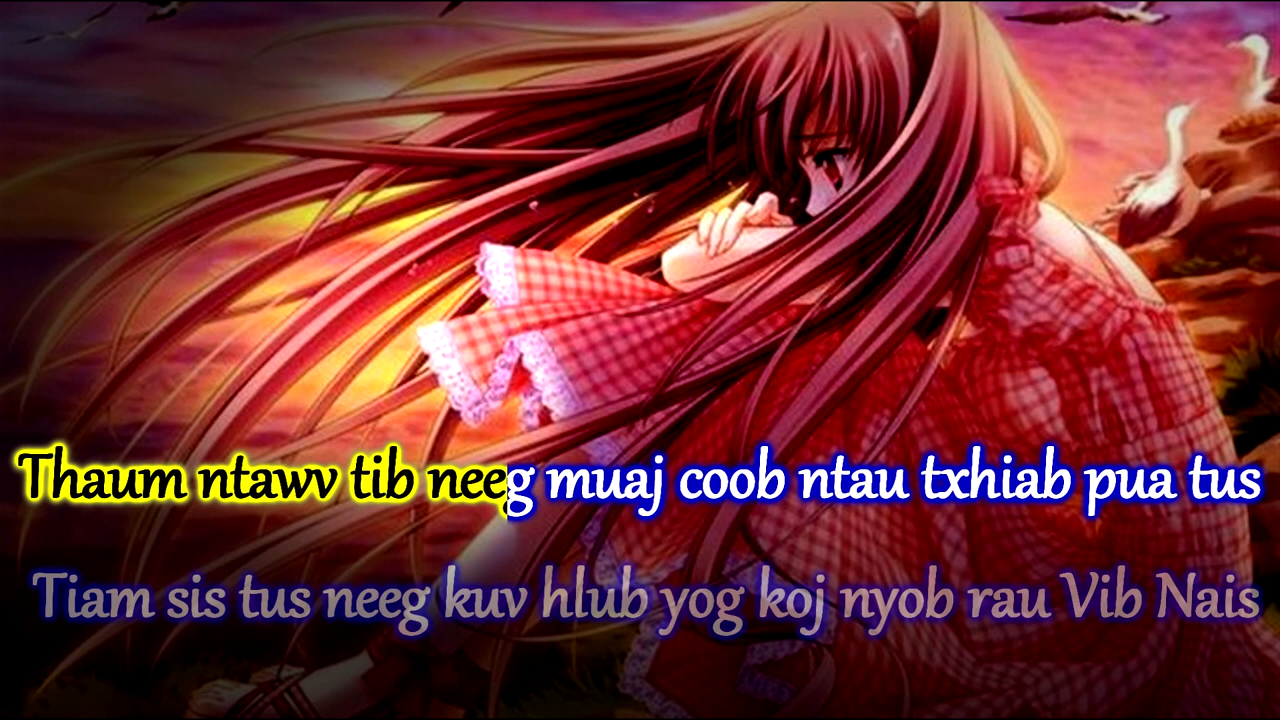 Thaum ntawv tib neeg muaj coob ntau txhiab pua tus
Tiam sis tus neeg kuv hlub yog koj nyob rau Vib Nais